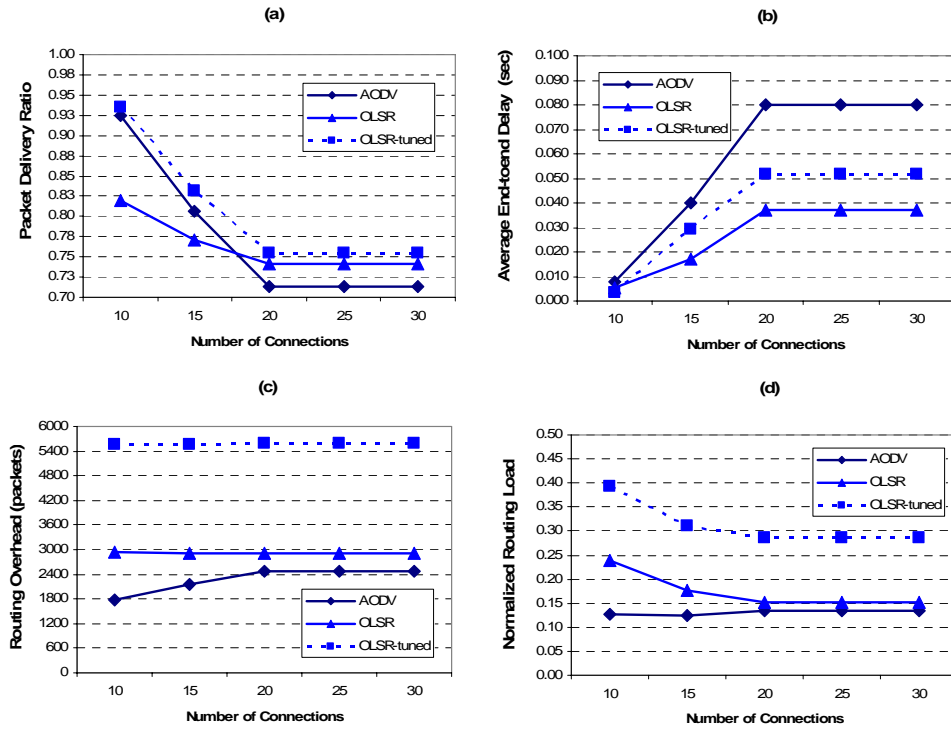 (a)
Packet Delivery Ratio
1.00
0.98
0.95
0.93
0.90
0.88
0.85
0.83
0.80
0.78
0.75
0.73
0.70
AODV
OLSR
OLSR-tuned
10 15 20 25 30
Number of Connections
(b)
Average End-toend Delay (sec)
0.100
0.090
0.080
0.070
0.060
0.050
0.040
0.030
0.020
0.010
0.000
AODV
OLSR
OLSR-tuned
10 15 20 25 30
Number of Connections
(c)
Routing Overhead (packets)
6000
5400
4800
4200
3600
3000
2400
1800
1200
600
0
AODV
OLSR
OLSR-tuned
10 15 20 25 30
Number of Connections
(d)
Normalized Routing Load
0.50
0.45
0.40
0.35
0.30
0.25
0.20
0.15
0.10
0.05
0.00
AODV
OLSR
OLSR-tuned
10 15 20 25 30
Number of Connections